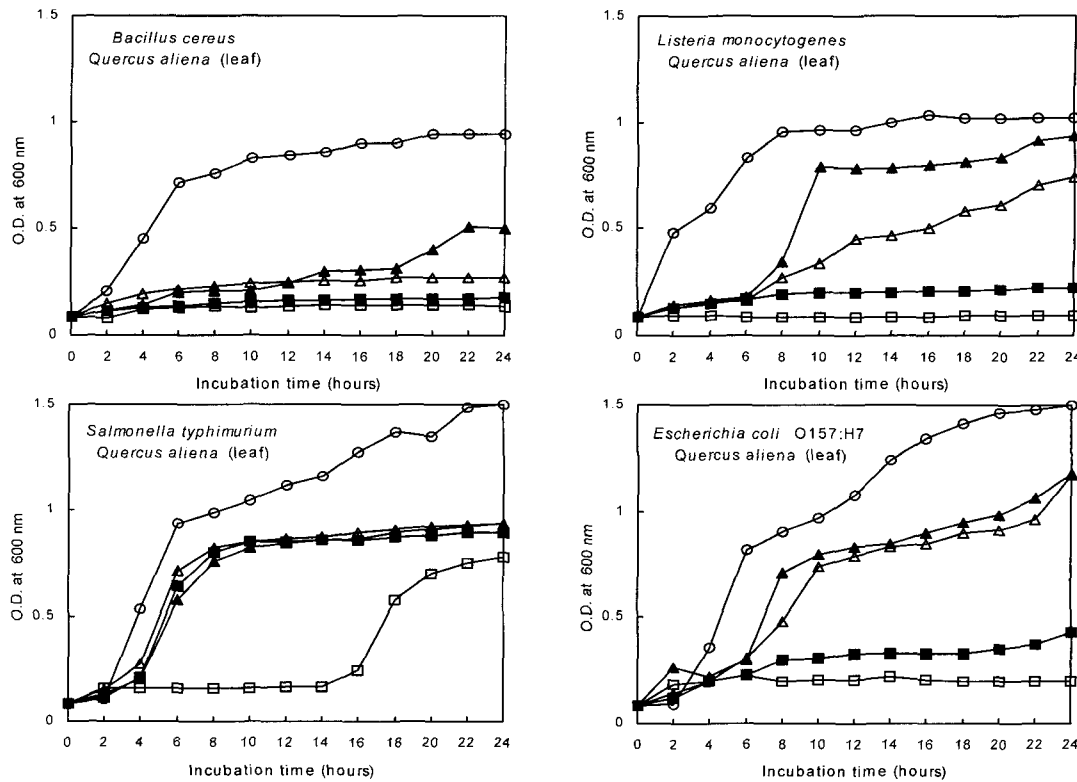 1.5
Bacillus cereus
Quercus aliena (leaf)
1
O.D. at 600 nm
0.5
0
0 2 4 6 8 10 12 14 16 18 20 22 24
Incubation time (hours)
1.5
Listeria monocytogenes
Quercus aliena (leaf)
1
O.D. at 600 nm
0.5
0
0 2 4 6 8 10 12 14 16 18 20 22 24
Incubation time (hours)
1.5
Salmonella typhimurium
Quercus aliena (leaf)
1
O.D. at 600 nm
0.5
0
0 2 4 6 8 10 12 14 16 18 20 22 24
Incubation time (hours)
1.5
Escherichia coli O157:H7
Quercus aliena (leaf)
1
O.D. at 600 nm
0.5
0
0 2 4 6 8 10 12 14 16 18 20 22 24
Incubation time (hours)